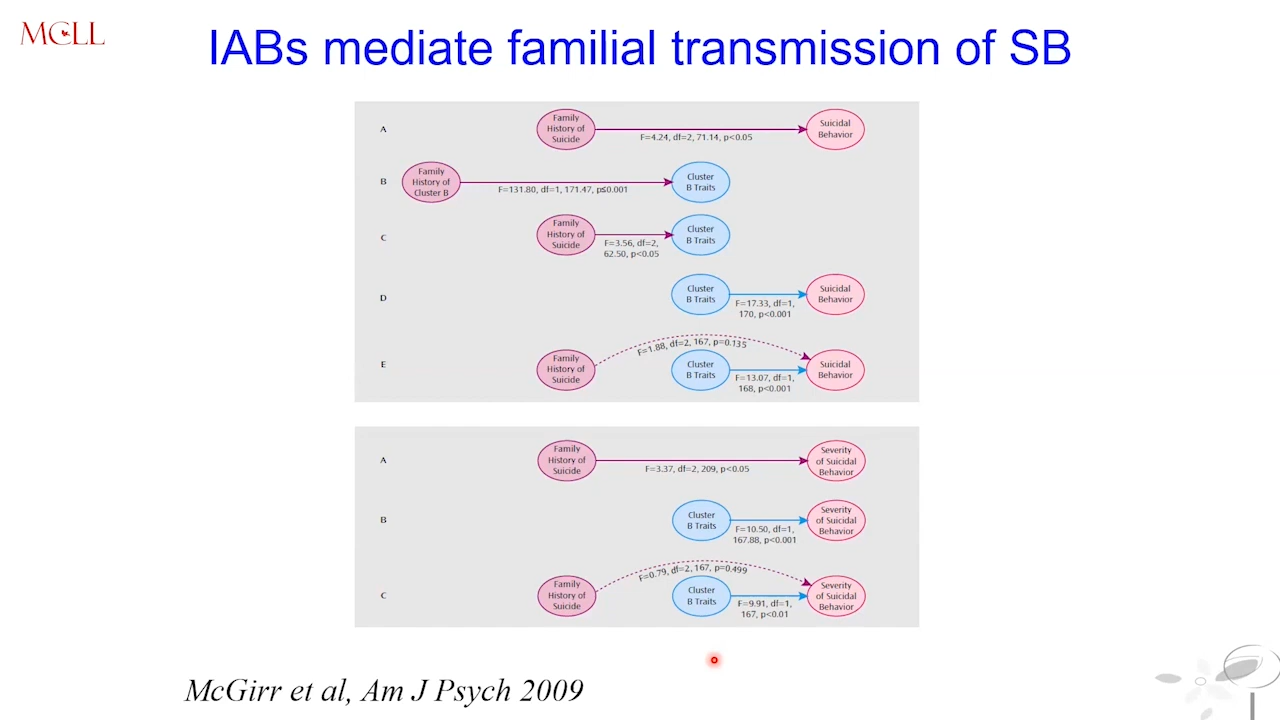 MGLL
IABs mediate familial transmission of SB
A
Family
History of
Suicide
F=4.24, df=2, 71.14, p<0.05
Suicidal
Behavior
B
Family
History of
Cluster B
F=131.80, df=1, 171.47, p≤0.001
Cluster
B Traits
C
Family
History of
Suicide
F=3.56, df=2,
62.50, p<0.05
Cluster
B Traits
D
Cluster
B Traits
F=17.33, df=1,
170, p<0.001
Suicidal
Behavior
E
Family
History of
Suicide
F=1.88, df=2, 167, p=0.135
Cluster
B Traits
F=13.07, df=1,
168, p<0.001
Suicidal
Behavior
A
Family
History of
Suicide
F=3.37, df=2, 209, p<0.05
Severity
of Suicidal
Behavior
B
Cluster
B Traits
F=10.50, df=1,
167.88, p<0.001
Severity
of Suicidal
Behavior
C
Family
History of
Suicide
F=0.79, df=2, 167, p=0.499
Cluster
B Traits
F=9.91, df=1,
167, p<0.01
Severity
of Suicidal
Behavior
McGirr et al, Am J Psych 2009